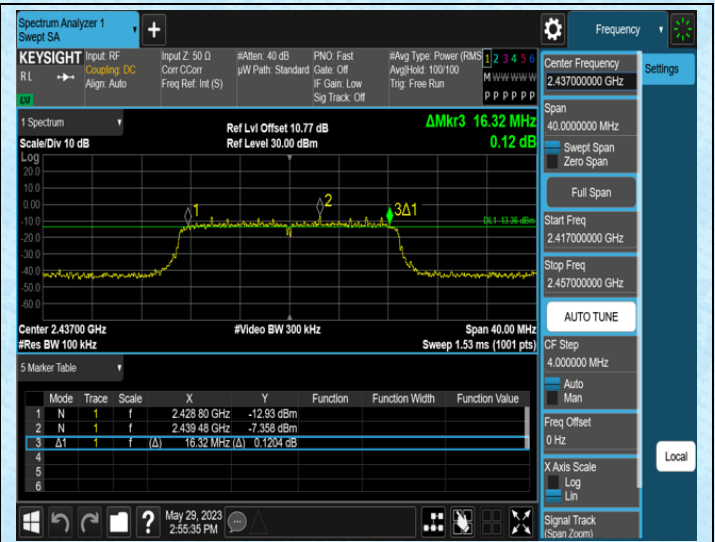 Spectrum Analyzer 1
Swept SA
+
Frequency
KEYSIGHT
RL
LXI
Input: RF
Coupling: DC
Align: Auto
Input Z: 50 Ω
Corr CCorr
Freq Ref: Int (S)
#Atten: 40 dB
µW Path: Standard
PNO: Fast
Gate: Off
IF Gain: Low
Sig Track: Off
#Avg Type: Power (RMS
Avg|Hold: 100/100
Trig: Free Run
1 2 3 4 5 6
M W W W W W
P P P P P P
1 Spectrum
Scale/Div 10 dB
Ref Lvl Offset 10.77 dB
Ref Level 30.00 dBm
ΔMkr3 16.32 MHz
0.12 dB
Log
20.0
10.0
0.00
-10.0
-20.0
-30.0
-40.0
-50.0
-60.0
1
2
3Δ1
DL1 -13.36 dBm
Center 2.43700 GHz
#Res BW 100 kHz
#Video BW 300 kHz
Span 40.00 MHz
Sweep 1.53 ms (1001 pts)
5 Marker Table
Mode Trace Scale X Y Function Function Width Function Value
1 N 1 f 2.428 80 GHz -12.93 dBm
2 N 1 f 2.439 48 GHz -7.358 dBm
3 Δ1 1 f (Δ) 16.32 MHz (Δ) 0.1204 dB
4
5
6
?
May 29, 2023
2:55:35 PM
Center Frequency
2.437000000 GHz
Settings
Span
40.0000000 MHz
Swept Span
Zero Span
Full Span
Start Freq
2.417000000 GHz
Stop Freq
2.457000000 GHz
AUTO TUNE
CF Step
4.000000 MHz
Auto
Man
Freq Offset
0 Hz
X Axis Scale
Log
Lin
Local
Signal Track
(Span Zoom)